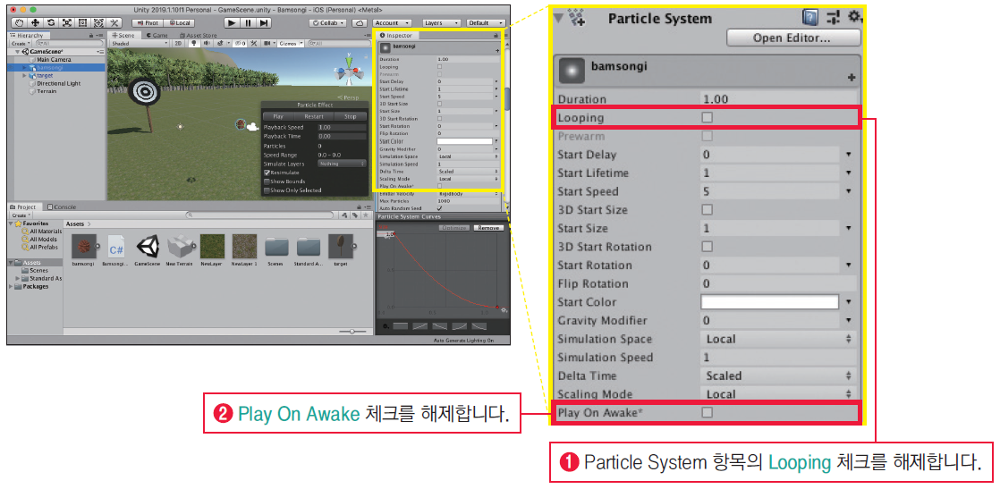 Unity 2019.1.10f1 Personal - GameScene.unity - Bamsongi - iOS (Personal) <Metal>
Pivot Local Collab Account Layers Default
Hierarchy
Create All
GameScene*
Main Camera
bamsongi
target
Directional Light
Terrain
Scene Game Asset Store
Shaded 2D Gizmos All
Persp
Particle Effect
Play Restart Stop
Playback Speed 1.00
Playback Time 0.00
Particles 0
Speed Range 0.0 - 0.0
Simulate Layers Nothing
Resimulate
Show Bounds
Show Only Selected
Inspector
bamsongi
Duration 1.00
Looping
Prewarm
Start Delay 0
Start Lifetime 1
Start Speed 5
3D Start Size
Start Size 1
3D Start Rotation
Start Rotation 0
Flip Rotation 0
Start Color
Gravity Modifier 0
Simulation Space Local
Simulation Speed 1
Delta Time Scaled
Scaling Mode Local
Play On Awake*
Emitter Velocity Rigidbody
Max Particles 1000
Auto Random Seed
Particle System Curves
Optimize Remove
1.0
Project Console
Create
Favorites
All Materials
All Models
All Prefabs
Assets
Scenes
Standard As
Packages
Assets >
bamsongi Bamsongi... GameScene New Terrain NewLayer NewLayer 1 Scenes Standard A... target
C#
Auto Generate Lighting On
Particle System
Open Editor...
bamsongi
Duration 1.00
Looping
Prewarm
Start Delay 0
Start Lifetime 1
Start Speed 5
3D Start Size
Start Size 1
3D Start Rotation
Start Rotation 0
Flip Rotation 0
Start Color
Gravity Modifier 0
Simulation Space Local
Simulation Speed 1
Delta Time Scaled
Scaling Mode Local
Play On Awake*
❷ Play On Awake 체크를 해제합니다.
❶ Particle System 항목의 Looping 체크를 해제합니다.